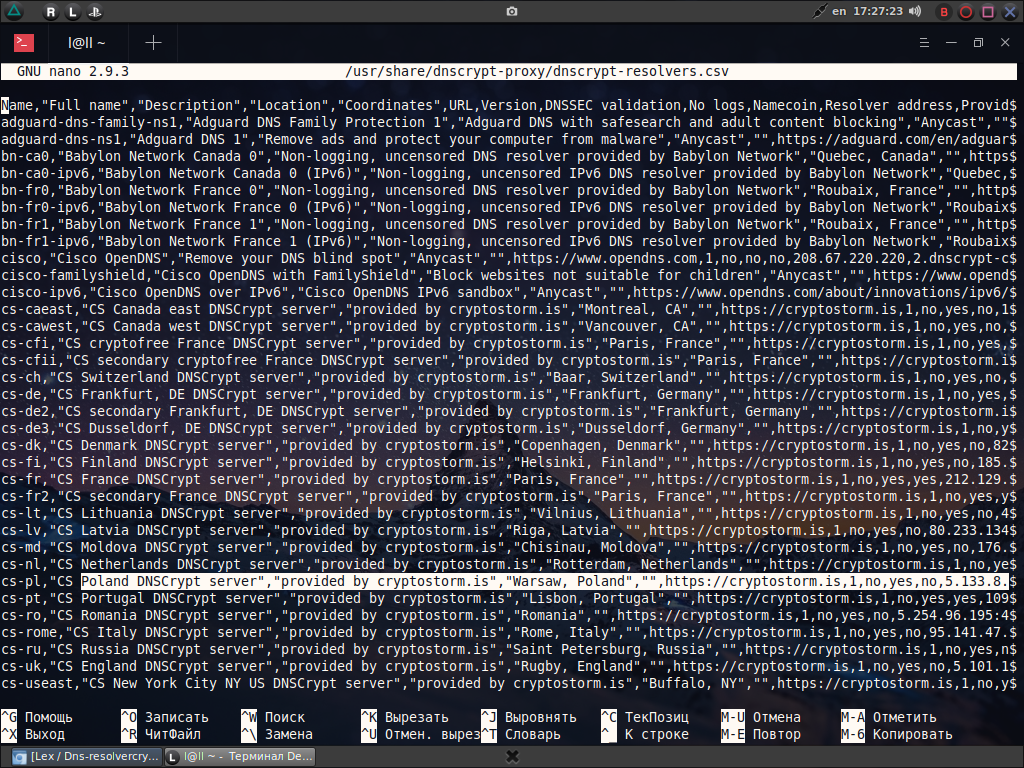 R L en 17:27:23 B
l@ll ~
GNU nano 2.9.3 /usr/share/dnscrypt-proxy/dnscrypt-resolvers.csv
Name,"Full name","Description","Location","Coordinates",URL,Version,DNSSEC validation,No logs,Namecoin,Resolver address,Provid$
adguard-dns-family-ns1,"Adguard DNS Family Protection 1","Adguard DNS with safesearch and adult content blocking","Anycast",""$
adguard-dns-ns1,"Adguard DNS 1","Remove ads and protect your computer from malware","Anycast","",https://adguard.com/en/adguar$
bn-ca0,"Babylon Network Canada 0","Non-logging, uncensored DNS resolver provided by Babylon Network","Quebec, Canada","",https$
bn-ca0-ipv6,"Babylon Network Canada 0 (IPv6)","Non-logging, uncensored IPv6 DNS resolver provided by Babylon Network","Quebec,$
bn-fr0,"Babylon Network France 0","Non-logging, uncensored DNS resolver provided by Babylon Network","Roubaix, France","",http$
bn-fr0-ipv6,"Babylon Network France 0 (IPv6)","Non-logging, uncensored IPv6 DNS resolver provided by Babylon Network","Roubaix$
bn-fr1,"Babylon Network France 1","Non-logging, uncensored DNS resolver provided by Babylon Network","Roubaix, France","",http$
bn-fr1-ipv6,"Babylon Network France 1 (IPv6)","Non-logging, uncensored IPv6 DNS resolver provided by Babylon Network","Roubaix$
cisco,"Cisco OpenDNS","Remove your DNS blind spot","Anycast","",https://www.opendns.com,1,no,no,no,208.67.220.220,2.dnscrypt-c$
cisco-familyshield,"Cisco OpenDNS with FamilyShield","Block websites not suitable for children","Anycast","",https://www.opend$
cisco-ipv6,"Cisco OpenDNS over IPv6","Cisco OpenDNS IPv6 sandbox","Anycast","",https://www.opendns.com/about/innovations/ipv6/$
cs-caeast,"CS Canada east DNSCrypt server","provided by cryptostorm.is","Montreal, CA","",https://cryptostorm.is,1,no,yes,no,1$
cs-cawest,"CS Canada west DNSCrypt server","provided by cryptostorm.is","Vancouver, CA","",https://cryptostorm.is,1,no,yes,no,$
cs-cfi,"CS cryptofree France DNSCrypt server","provided by cryptostorm.is","Paris, France","",https://cryptostorm.is,1,no,yes,$
cs-cfii,"CS secondary cryptofree France DNSCrypt server","provided by cryptostorm.is","Paris, France","",https://cryptostorm.i$
cs-ch,"CS Switzerland DNSCrypt server","provided by cryptostorm.is","Baar, Switzerland","",https://cryptostorm.is,1,no,yes,no,$
cs-de,"CS Frankfurt, DE DNSCrypt server","provided by cryptostorm.is","Frankfurt, Germany","",https://cryptostorm.is,1,no,yes,$
cs-de2,"CS secondary Frankfurt, DE DNSCrypt server","provided by cryptostorm.is","Frankfurt, Germany","",https://cryptostorm.i$
cs-de3,"CS Dusseldorf, DE DNSCrypt server","provided by cryptostorm.is","Dusseldorf, Germany","",https://cryptostorm.is,1,no,y$
cs-dk,"CS Denmark DNSCrypt server","provided by cryptostorm.is","Copenhagen, Denmark","",https://cryptostorm.is,1,no,yes,no,82$
cs-fi,"CS Finland DNSCrypt server","provided by cryptostorm.is","Helsinki, Finland","",https://cryptostorm.is,1,no,yes,no,185.$
cs-fr,"CS France DNSCrypt server","provided by cryptostorm.is","Paris, France","",https://cryptostorm.is,1,no,yes,yes,212.129.$
cs-fr2,"CS secondary France DNSCrypt server","provided by cryptostorm.is","Paris, France","",https://cryptostorm.is,1,no,yes,y$
cs-lt,"CS Lithuania DNSCrypt server","provided by cryptostorm.is","Vilnius, Lithuania","",https://cryptostorm.is,1,no,yes,no,4$
cs-lv,"CS Latvia DNSCrypt server","provided by cryptostorm.is","Riga, Latvia","",https://cryptostorm.is,1,no,yes,no,80.233.134$
cs-md,"CS Moldova DNSCrypt server","provided by cryptostorm.is","Chisinau, Moldova","",https://cryptostorm.is,1,no,yes,no,176.$
cs-nl,"CS Netherlands DNSCrypt server","provided by cryptostorm.is","Rotterdam, Netherlands","",https://cryptostorm.is,1,no,ye$
cs-pl,"CS Poland DNSCrypt server","provided by cryptostorm.is","Warsaw, Poland","",https://cryptostorm.is,1,no,yes,no,5.133.8.$
cs-pt,"CS Portugal DNSCrypt server","provided by cryptostorm.is","Lisbon, Portugal","",https://cryptostorm.is,1,no,yes,yes,109$
cs-ro,"CS Romania DNSCrypt server","provided by cryptostorm.is","Romania","",https://cryptostorm.is,1,no,yes,no,5.254.96.195:4$
cs-rome,"CS Italy DNSCrypt server","provided by cryptostorm.is","Rome, Italy","",https://cryptostorm.is,1,no,yes,no,95.141.47.$
cs-ru,"CS Russia DNSCrypt server","provided by cryptostorm.is","Saint Petersburg, Russia","",https://cryptostorm.is,1,no,yes,n$
cs-uk,"CS England DNSCrypt server","provided by cryptostorm.is","Rugby, England","",https://cryptostorm.is,1,no,yes,no,5.101.1$
cs-useast,"CS New York City NY US DNSCrypt server","provided by cryptostorm.is","Buffalo, NY","",https://cryptostorm.is,1,no,y$
^G Помощь ^O Записать ^W Поиск ^K Вырезать ^J Выровнять ^C ТекПозиц M-U Отмена M-A Отметить
^X Выход ^R ЧитФайл ^\ Замена ^U Отмен. вырез ^T Словарь ^_ К строке M-E Повтор M-6 Копировать
[Lex / Dns-resolvercry... L l@ll ~ - Терминал De...